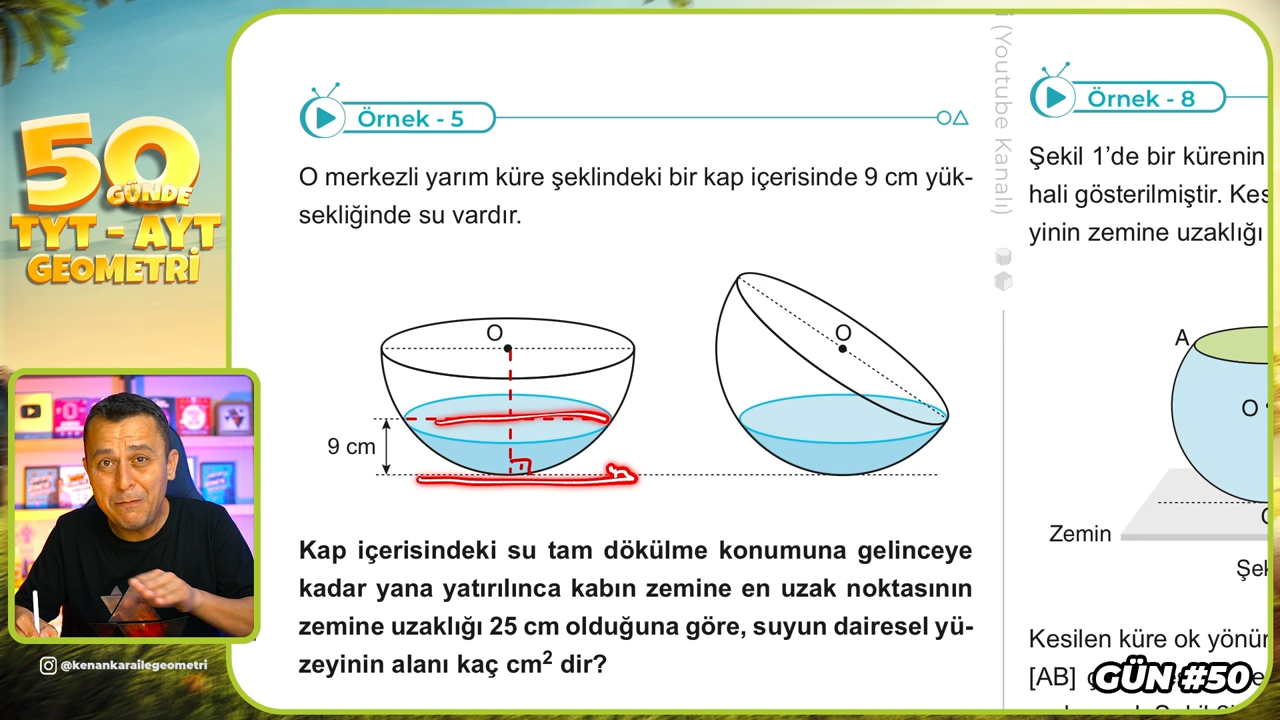 50
GÜNDE
TYT - AYT
GEOMETRİ
@kenankarailegeometri
Örnek - 5
O merkezli yarım küre şeklindeki bir kap içerisinde 9 cm yük-
sekliğinde su vardır.
O
9 cm
O
Kap içerisindeki su tam dökülme konumuna gelinceye
kadar yana yatırılınca kabın zemine en uzak noktasının
zemine uzaklığı 25 cm olduğuna göre, suyun dairesel yü-
zeyinin alanı kaç cm² dir?
(Youtube Kanalı)
Örnek - 8
Şekil 1'de bir kürenin
hali gösterilmiştir. Kes
yinin zemine uzaklığı
A
O
Zemin
Şek
Kesilen küre ok yönür
[AB]
GÜN #50